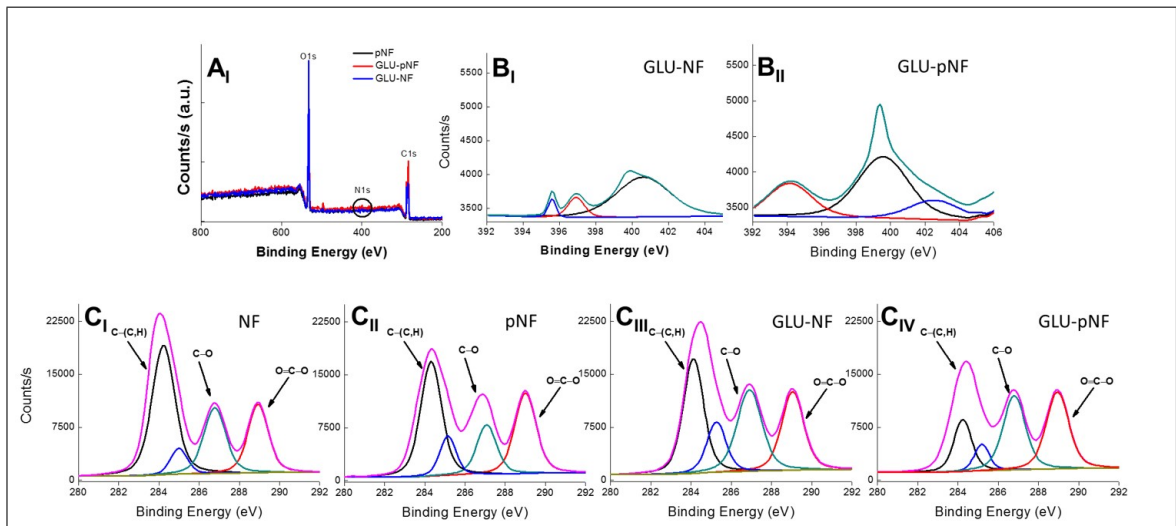 A_I
pNF
GLU-pNF
GLU-NF
O1s
C1s
N1s
Counts/s (a.u.)
800 600 400 200
Binding Energy (eV)
B_I
GLU-NF
5500
5000
4500
4000
3500
Counts/s
392 394 396 398 400 402 404
Binding Energy (eV)
B_II
GLU-pNF
5500
5000
4500
4000
3500
392 394 396 398 400 402 404 406
Binding Energy (eV)
C_I
NF
C-(C,H)
C-O
O=C-O
22500
15000
7500
0
Counts/s
280 282 284 286 288 290 292
Binding Energy (eV)
C_II
pNF
C-(C,H)
C-O
O=C-O
22500
15000
7500
0
280 282 284 286 288 290 292
Binding Energy (eV)
C_III
GLU-NF
C-(C,H)
C-O
O=C-O
22500
15000
7500
0
280 282 284 286 288 290 292
Binding Energy (eV)
C_IV
GLU-pNF
C-(C,H)
C-O
O=C-O
22500
15000
7500
0
280 282 284 286 288 290 292
Binding Energy (eV)